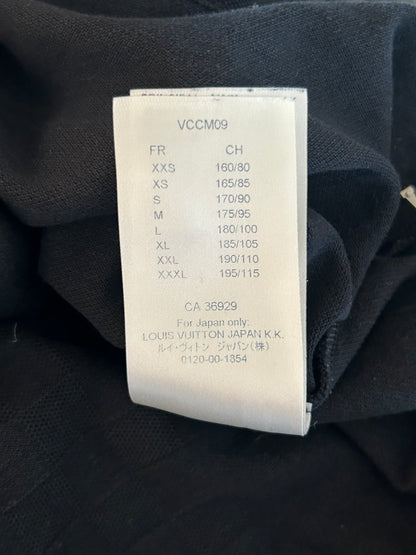 VCCM09
FR CH
XXS 160/80
XS 165/85
S 170/90
M 175/95
L 180/100
XL 185/105
XXL 190/110
XXXL 195/115
CA 36929
For Japan only:
LOUIS VUITTON JAPAN K.K.
ルイ・ヴィトン ジャパン(株)
0120-00-1854